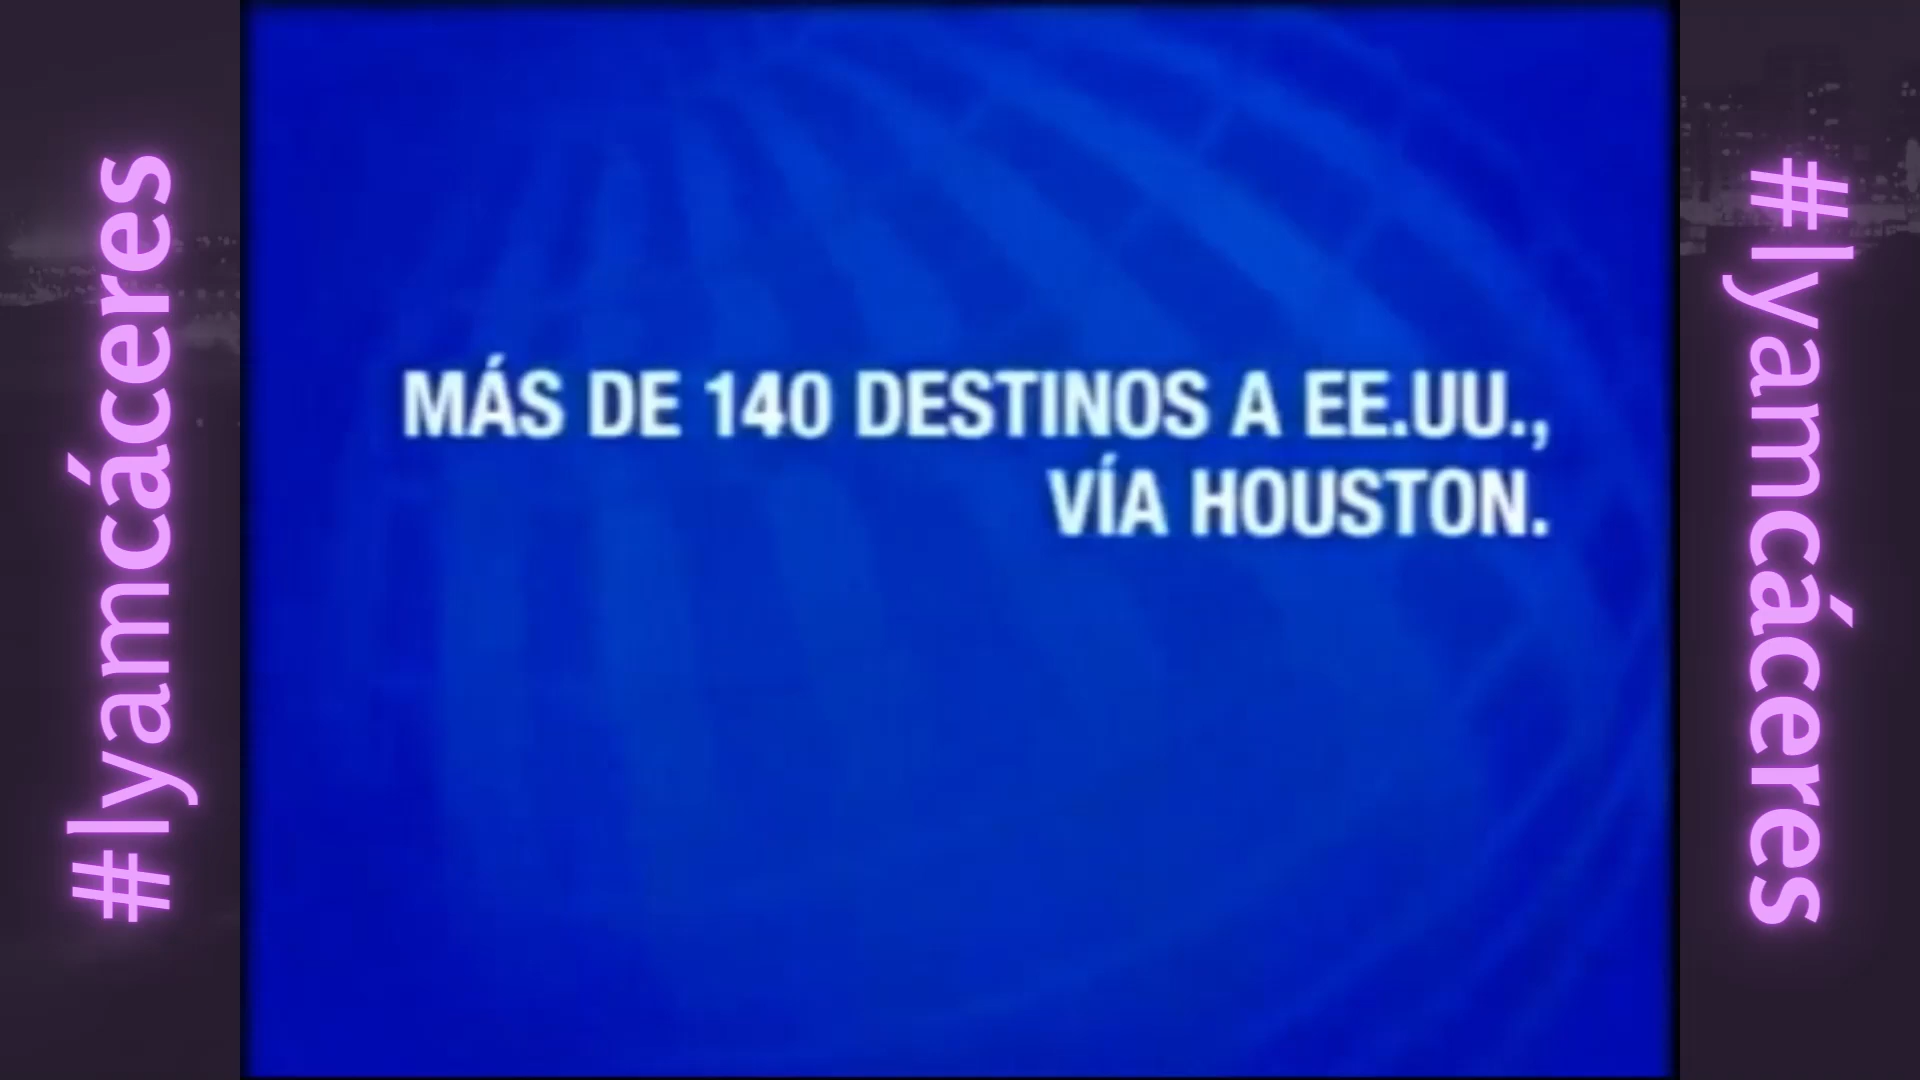 #lyamcáceres
MÁS DE 140 DESTINOS A EE.UU.,
VÍA HOUSTON.
#lyamcáceres